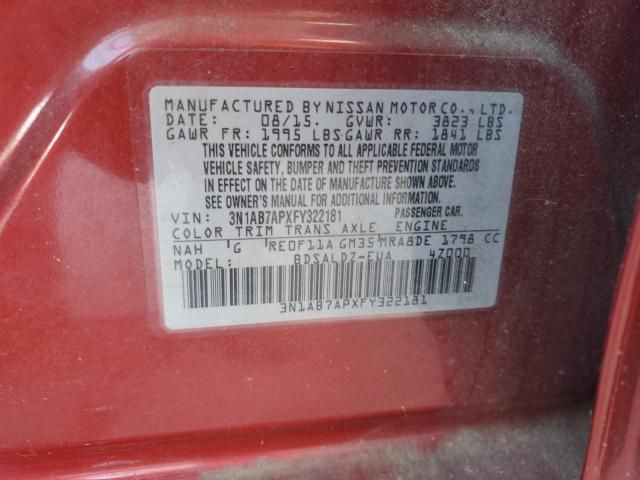 MANUFACTURED BY NISSAN MOTOR CO., LTD.
DATE: 08/15. GVWR: 3823 LBS
GAWR FR: 1995 LBS GAWR RR: 1841 LBS
THIS VEHICLE CONFORMS TO ALL APPLICABLE FEDERAL MOTOR
VEHICLE SAFETY, BUMPER AND THEFT PREVENTION STANDARDS
IN EFFECT ON THE DATE OF MANUFACTURE SHOWN ABOVE.
SEE OWNER'S MANUAL FOR ADDITIONAL INFORMATION.
VIN: 3N1AB7APXFY322181 PASSENGER CAR.
COLOR TRIM TRANS AXLE ENGINE
NAH G RE0F11A GM35 MRA8DE 1798 CC
MODEL: BDSALDZ-EUA 4Z000
3N1AB7APXFY322181